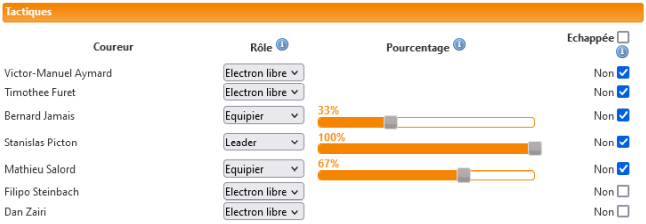 Tactiques
Coureur Rôle Pourcentage Echappée
Victor-Manuel Aymard Electron libre Non
Timothee Furet Electron libre Non
Bernard Jamais Equipier 33% Non
Stanislas Picton Leader 100% Non
Mathieu Salord Equipier 67% Non
Filipo Steinbach Electron libre Non
Dan Zairi Electron libre Non